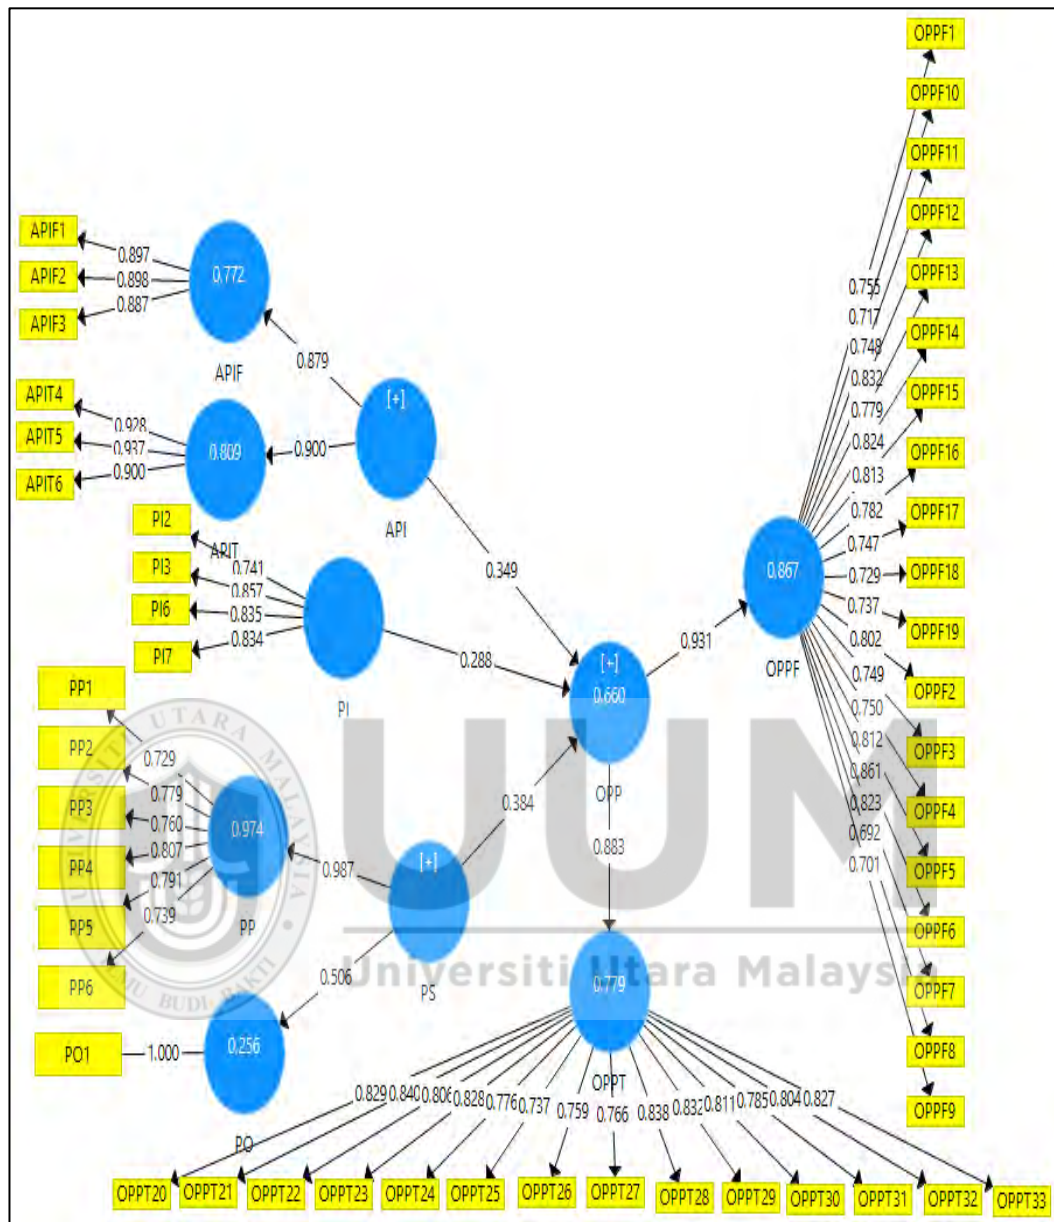 OPPF1
OPPF10
OPPF11
OPPF12
OPPF13
OPPF14
OPPF15
OPPF16
OPPF17
OPPF18
OPPF19
OPPF2
OPPF3
OPPF4
OPPF5
OPPF6
OPPF7
OPPF8
OPPF9
0.755
0.717
0.748
0.832
0.779
0.824
0.813
0.782
0.747
0.729
0.737
0.802
0.749
0.750
0.812
0.861
0.823
0.692
0.701
0.867
OPPF
0.931
APIF1
APIF2
APIF3
0.897
0.898
0.887
0.772
APIF
0.879
APIT4
APIT5
APIT6
0.928
0.937
0.900
0.809
APIT
0.900
[+]
API
0.349
PI2
PI3
PI6
PI7
0.741
0.857
0.835
0.834
PI
0.288
[+]
0.660
OPP
PP1
PP2
PP3
PP4
PP5
PP6
0.729
0.779
0.760
0.807
0.791
0.739
0.974
PP
0.987
[+]
PS
0.384
0.883
0.506
PO1
1.000
0.256
PO
0.779
OPPT
0.829
0.840
0.806
0.828
0.776
0.737
0.759
0.766
0.838
0.832
0.811
0.785
0.804
0.827
OPPT20
OPPT21
OPPT22
OPPT23
OPPT24
OPPT25
OPPT26
OPPT27
OPPT28
OPPT29
OPPT30
OPPT31
OPPT32
OPPT33
UUM
Universiti Utara Malaysia
UNIVERSITI UTARA MALAYSIA
ILMU BUDI BAKTI